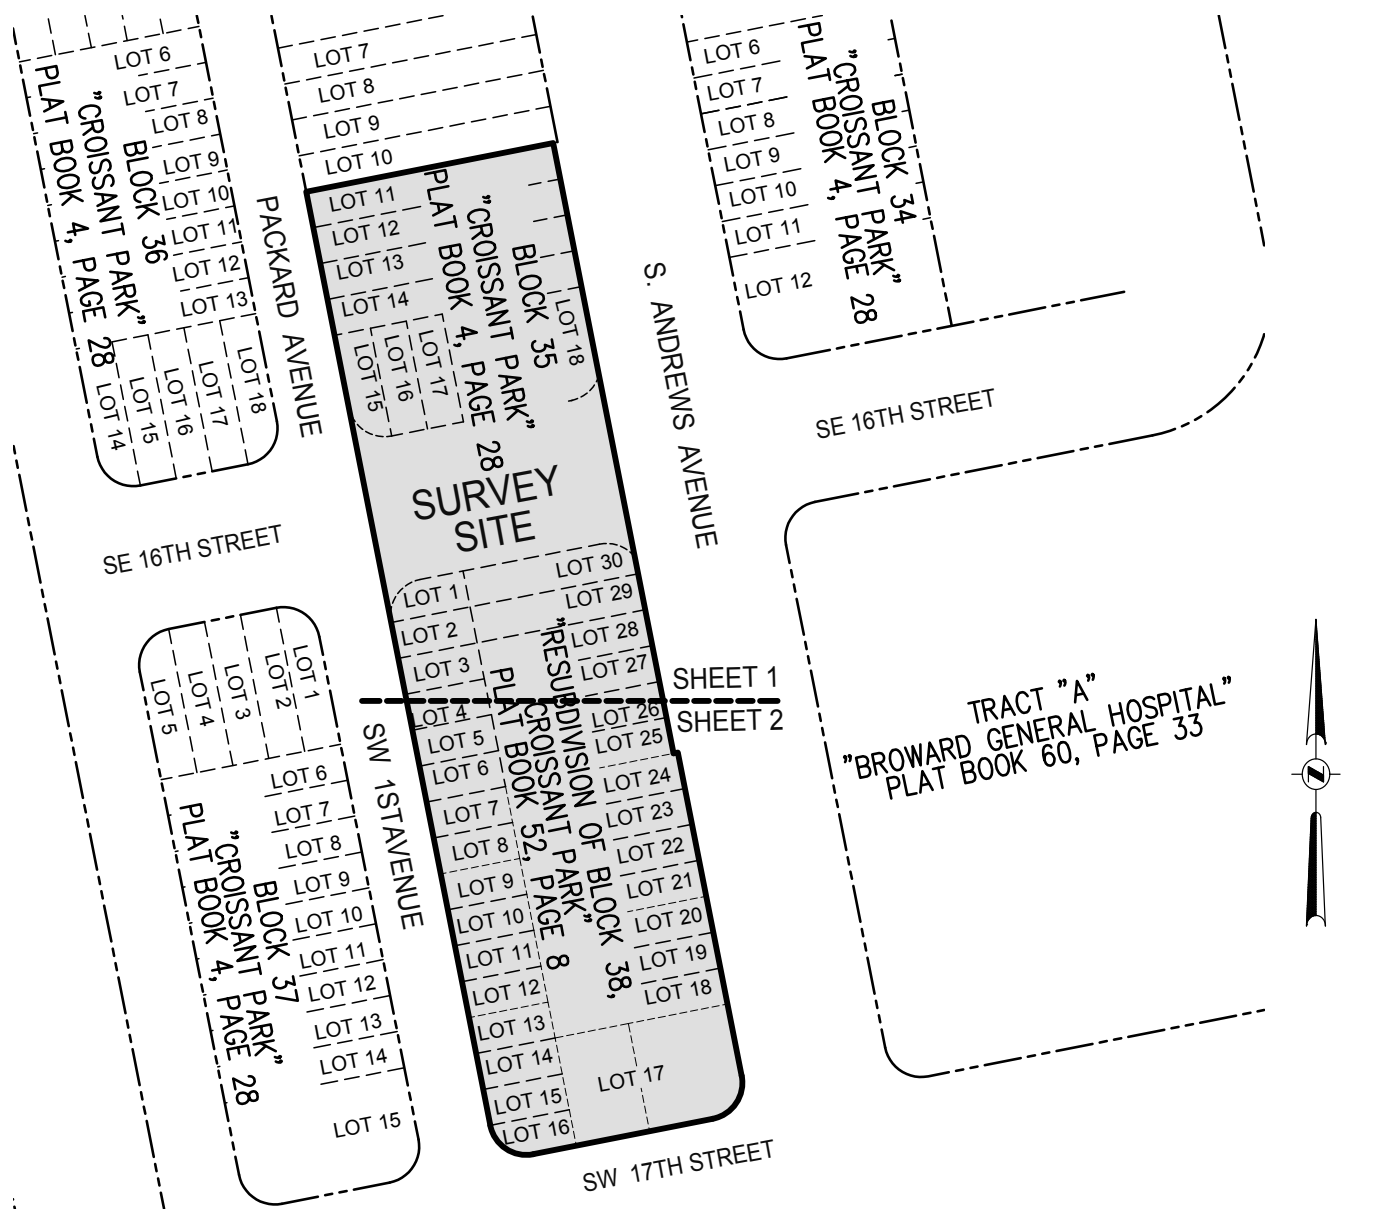 LOT 6
LOT 7
LOT 8
LOT 9
LOT 10
LOT 11
LOT 12
LOT 13
LOT 14
LOT 15
LOT 16
LOT 17
LOT 18
BLOCK 36
"CROISSANT PARK"
PLAT BOOK 4, PAGE 28
PACKARD AVENUE
LOT 7
LOT 8
LOT 9
LOT 10
LOT 11
LOT 12
LOT 13
LOT 14
LOT 15
LOT 16
LOT 17
LOT 18
BLOCK 35
"CROISSANT PARK"
PLAT BOOK 4, PAGE 28
S. ANDREWS AVENUE
LOT 6
LOT 7
LOT 8
LOT 9
LOT 10
LOT 11
LOT 12
BLOCK 34
"CROISSANT PARK"
PLAT BOOK 4, PAGE 28
SE 16TH STREET
SURVEY
SITE
SE 16TH STREET
LOT 1
LOT 2
LOT 3
LOT 4
LOT 5
LOT 6
LOT 7
LOT 8
LOT 9
LOT 10
LOT 11
LOT 12
LOT 13
LOT 14
LOT 15
LOT 16
LOT 17
LOT 18
LOT 19
LOT 20
LOT 21
LOT 22
LOT 23
LOT 24
LOT 25
LOT 26
LOT 27
LOT 28
LOT 29
LOT 30
"RESUBDIVISION OF BLOCK 38,
CROISSANT PARK"
PLAT BOOK 52, PAGE 8
SHEET 1
SHEET 2
SW 1STAVENUE
LOT 1
LOT 2
LOT 3
LOT 4
LOT 5
LOT 6
LOT 7
LOT 8
LOT 9
LOT 10
LOT 11
LOT 12
LOT 13
LOT 14
LOT 15
BLOCK 37
"CROISSANT PARK"
PLAT BOOK 4, PAGE 28
TRACT "A"
"BROWARD GENERAL HOSPITAL"
PLAT BOOK 60, PAGE 33
N
SW 17TH STREET